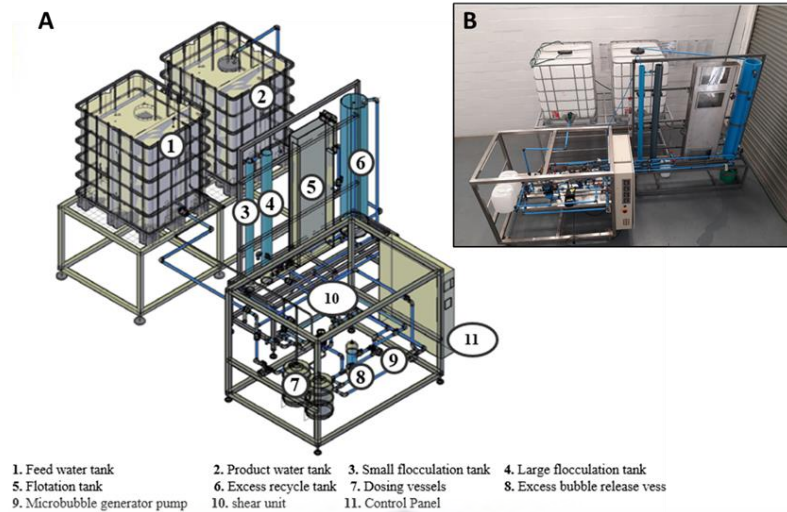 A
B
1
2
3
4
5
6
10
11
9
8
7
1. Feed water tank 2. Product water tank 3. Small flocculation tank 4. Large flocculation tank
5. Flotation tank 6. Excess recycle tank 7. Dosing vessels 8. Excess bubble release vess
9. Microbubble generator pump 10. shear unit 11. Control Panel